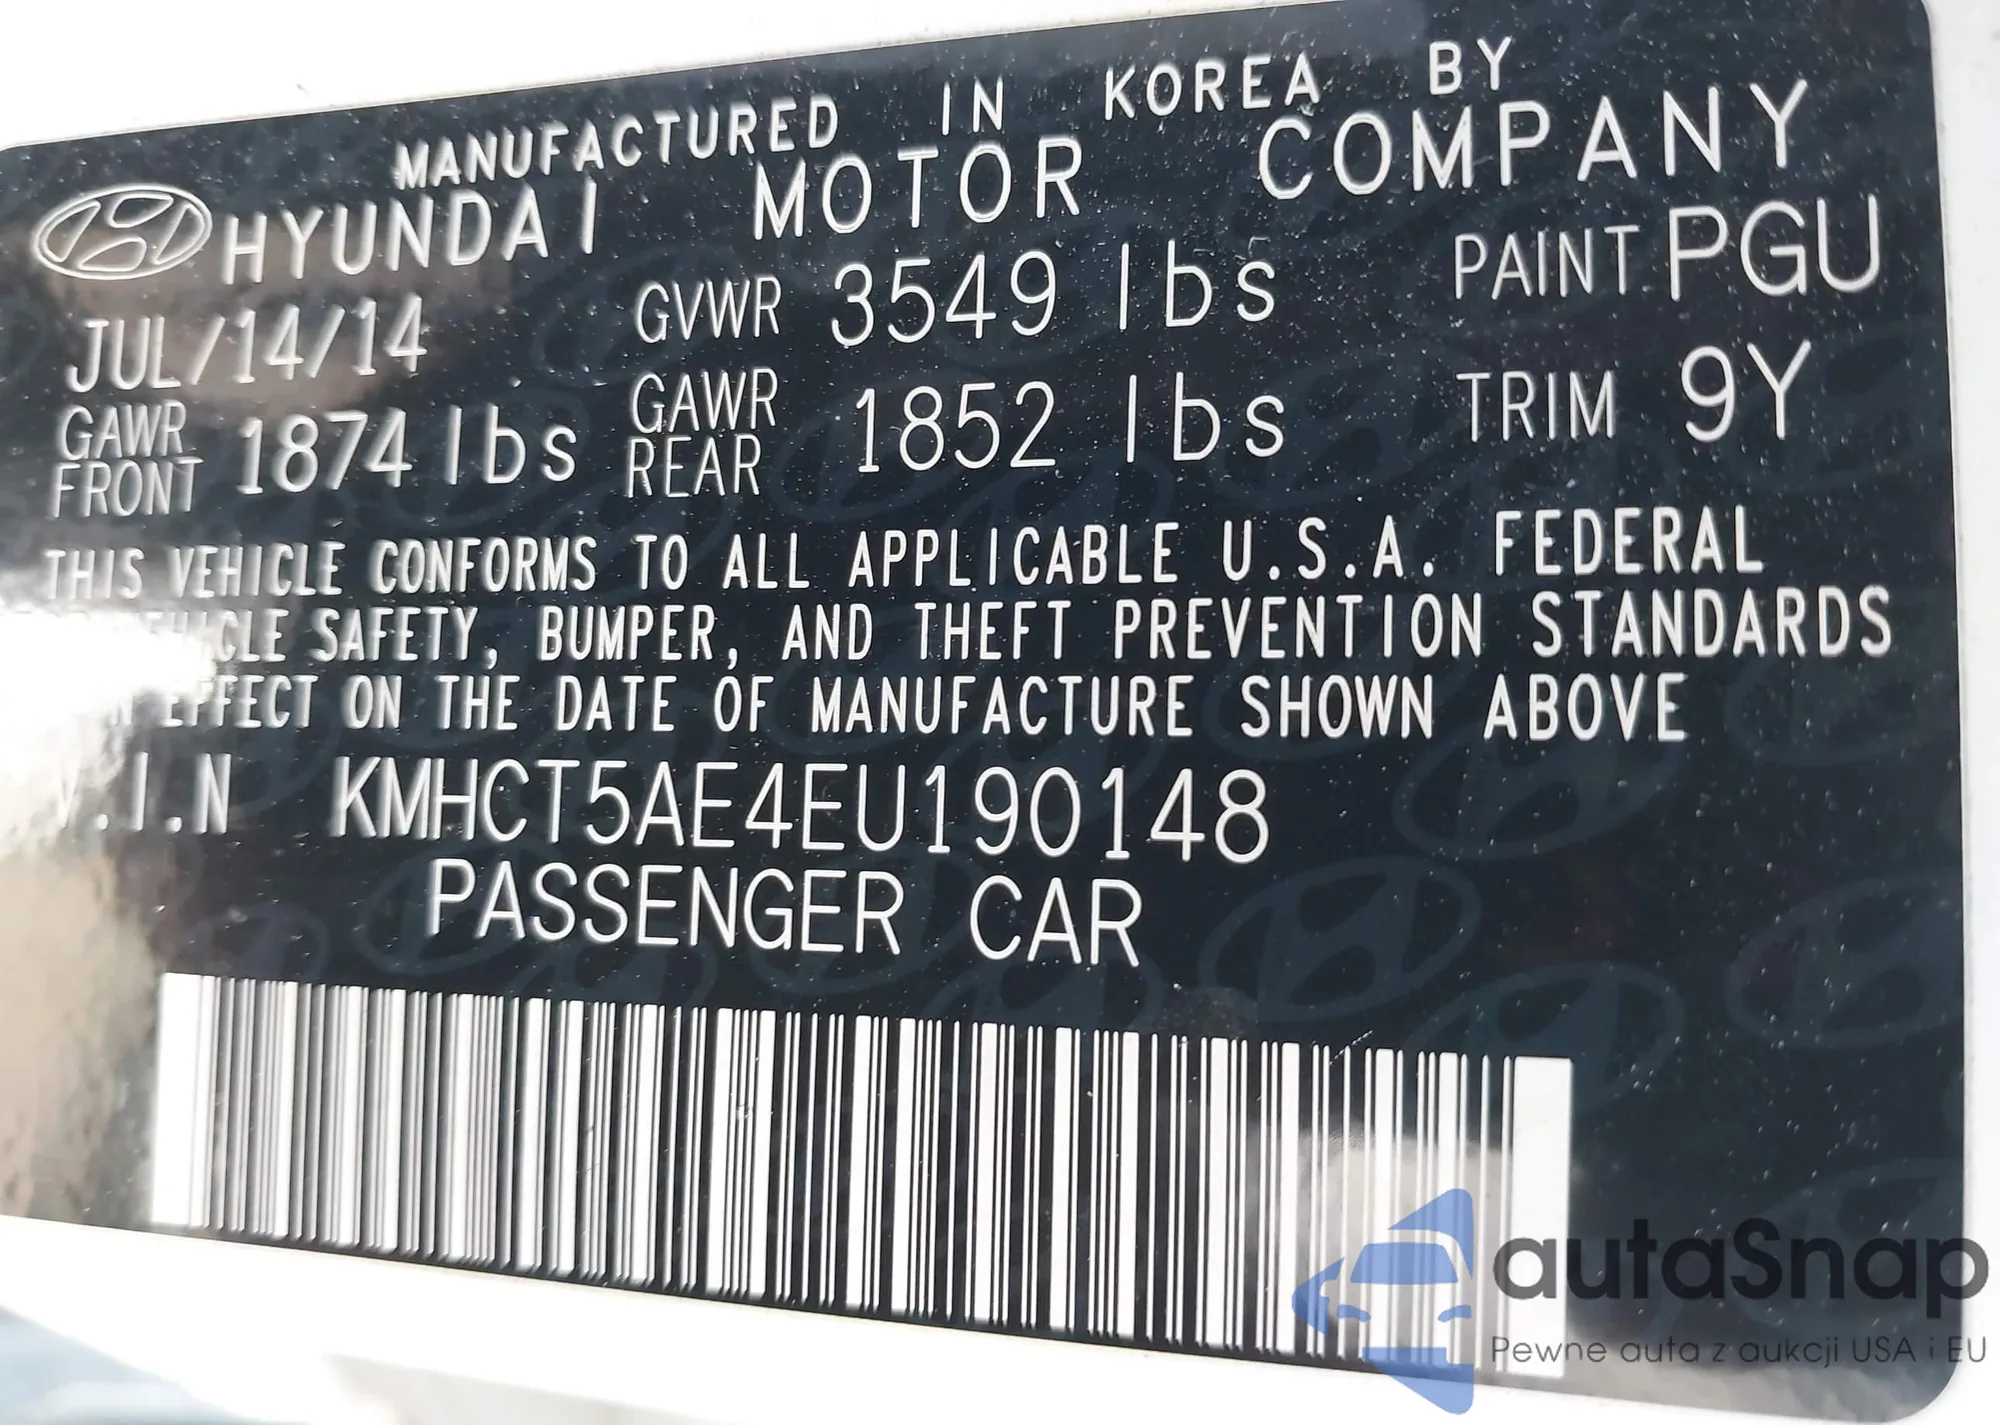 MANUFACTURED IN KOREA BY
HYUNDAI MOTOR COMPANY
JUL/14/14 GVWR 3549 lbs PAINT PGU
GAWR FRONT 1874 lbs GAWR REAR 1852 lbs TRIM 9Y
THIS VEHICLE CONFORMS TO ALL APPLICABLE U.S.A. FEDERAL
SAFETY, BUMPER, AND THEFT PREVENTION STANDARDS
EFFECT ON THE DATE OF MANUFACTURE SHOWN ABOVE
V.I.N KMHCT5AE4EU190148
PASSENGER CAR
autaSnap
Pewne auta z aukcji USA i EU